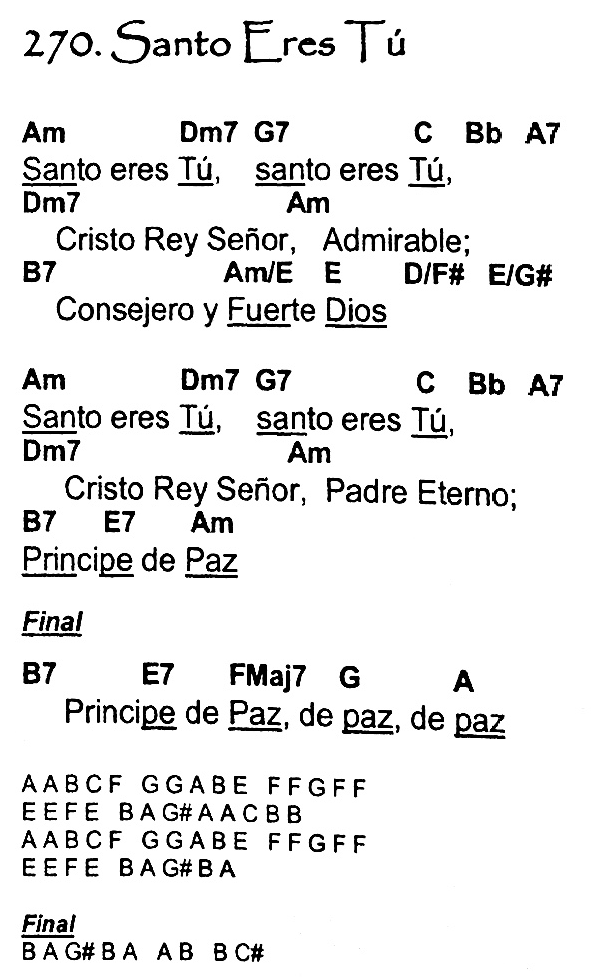 270. Santo Eres Tú
Am Dm7 G7 C Bb A7
Santo eres Tú, santo eres Tú,
Dm7 Am
Cristo Rey Señor, Admirable;
B7 Am/E E D/F# E/G#
Consejero y Fuerte Dios
Am Dm7 G7 C Bb A7
Santo eres Tú, santo eres Tú,
Dm7 Am
Cristo Rey Señor, Padre Eterno;
B7 E7 Am
Principe de Paz
Final
B7 E7 FMaj7 G A
Principe de Paz, de paz, de paz
A A B C F G G A B E F F G F F
E E F E B A G# A A C B B
A A B C F G G A B E F F G F F
E E F E B A G# B A
Final
B A G# B A A B B C#